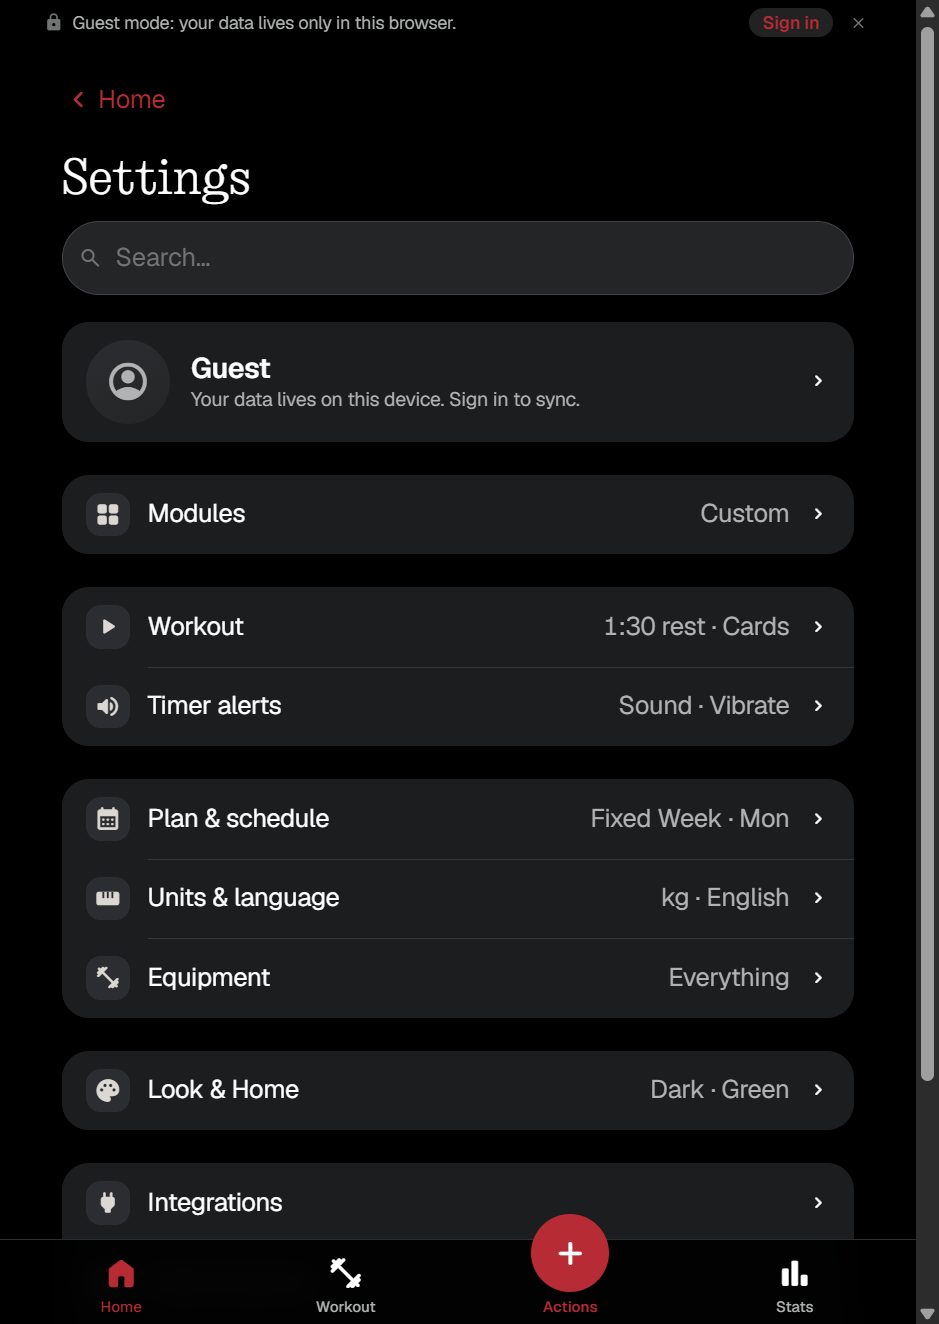 Guest mode: your data lives only in this browser.
Sign in
Home
Settings
Search...
Guest
Your data lives on this device. Sign in to sync.
Modules
Custom
Workout
1:30 rest · Cards
Timer alerts
Sound · Vibrate
Plan & schedule
Fixed Week · Mon
Units & language
kg · English
Equipment
Everything
Look & Home
Dark · Green
Integrations
Home
Workout
Actions
Stats